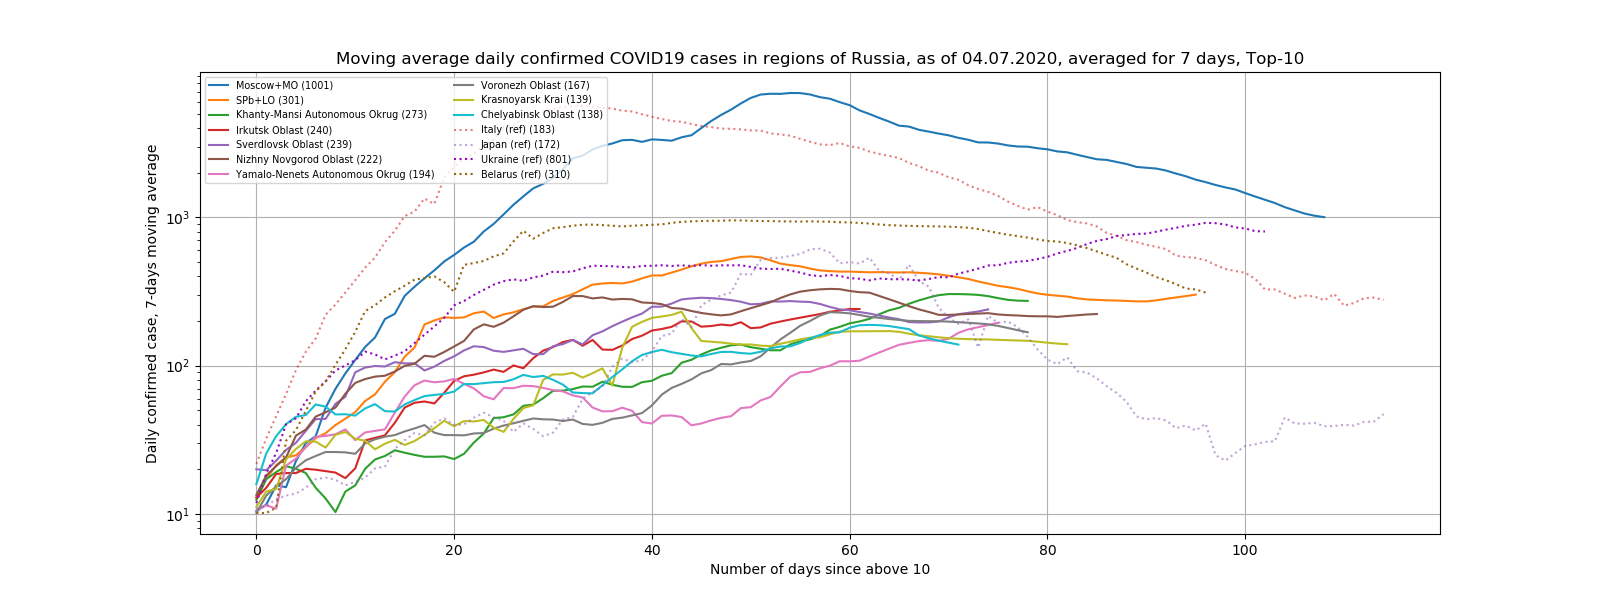 Moving average daily confirmed COVID19 cases in regions of Russia, as of 04.07.2020, averaged for 7 days, Top-10
Moscow+MO (1001)
SPb+LO (301)
Khanty-Mansi Autonomous Okrug (273)
Irkutsk Oblast (240)
Sverdlovsk Oblast (239)
Nizhny Novgorod Oblast (222)
Yamalo-Nenets Autonomous Okrug (194)
Voronezh Oblast (167)
Krasnoyarsk Krai (139)
Chelyabinsk Oblast (138)
Italy (ref) (183)
Japan (ref) (172)
Ukraine (ref) (801)
Belarus (ref) (310)
Daily confirmed case, 7-days moving average
10³
10²
10¹
0 20 40 60 80 100
Number of days since above 10